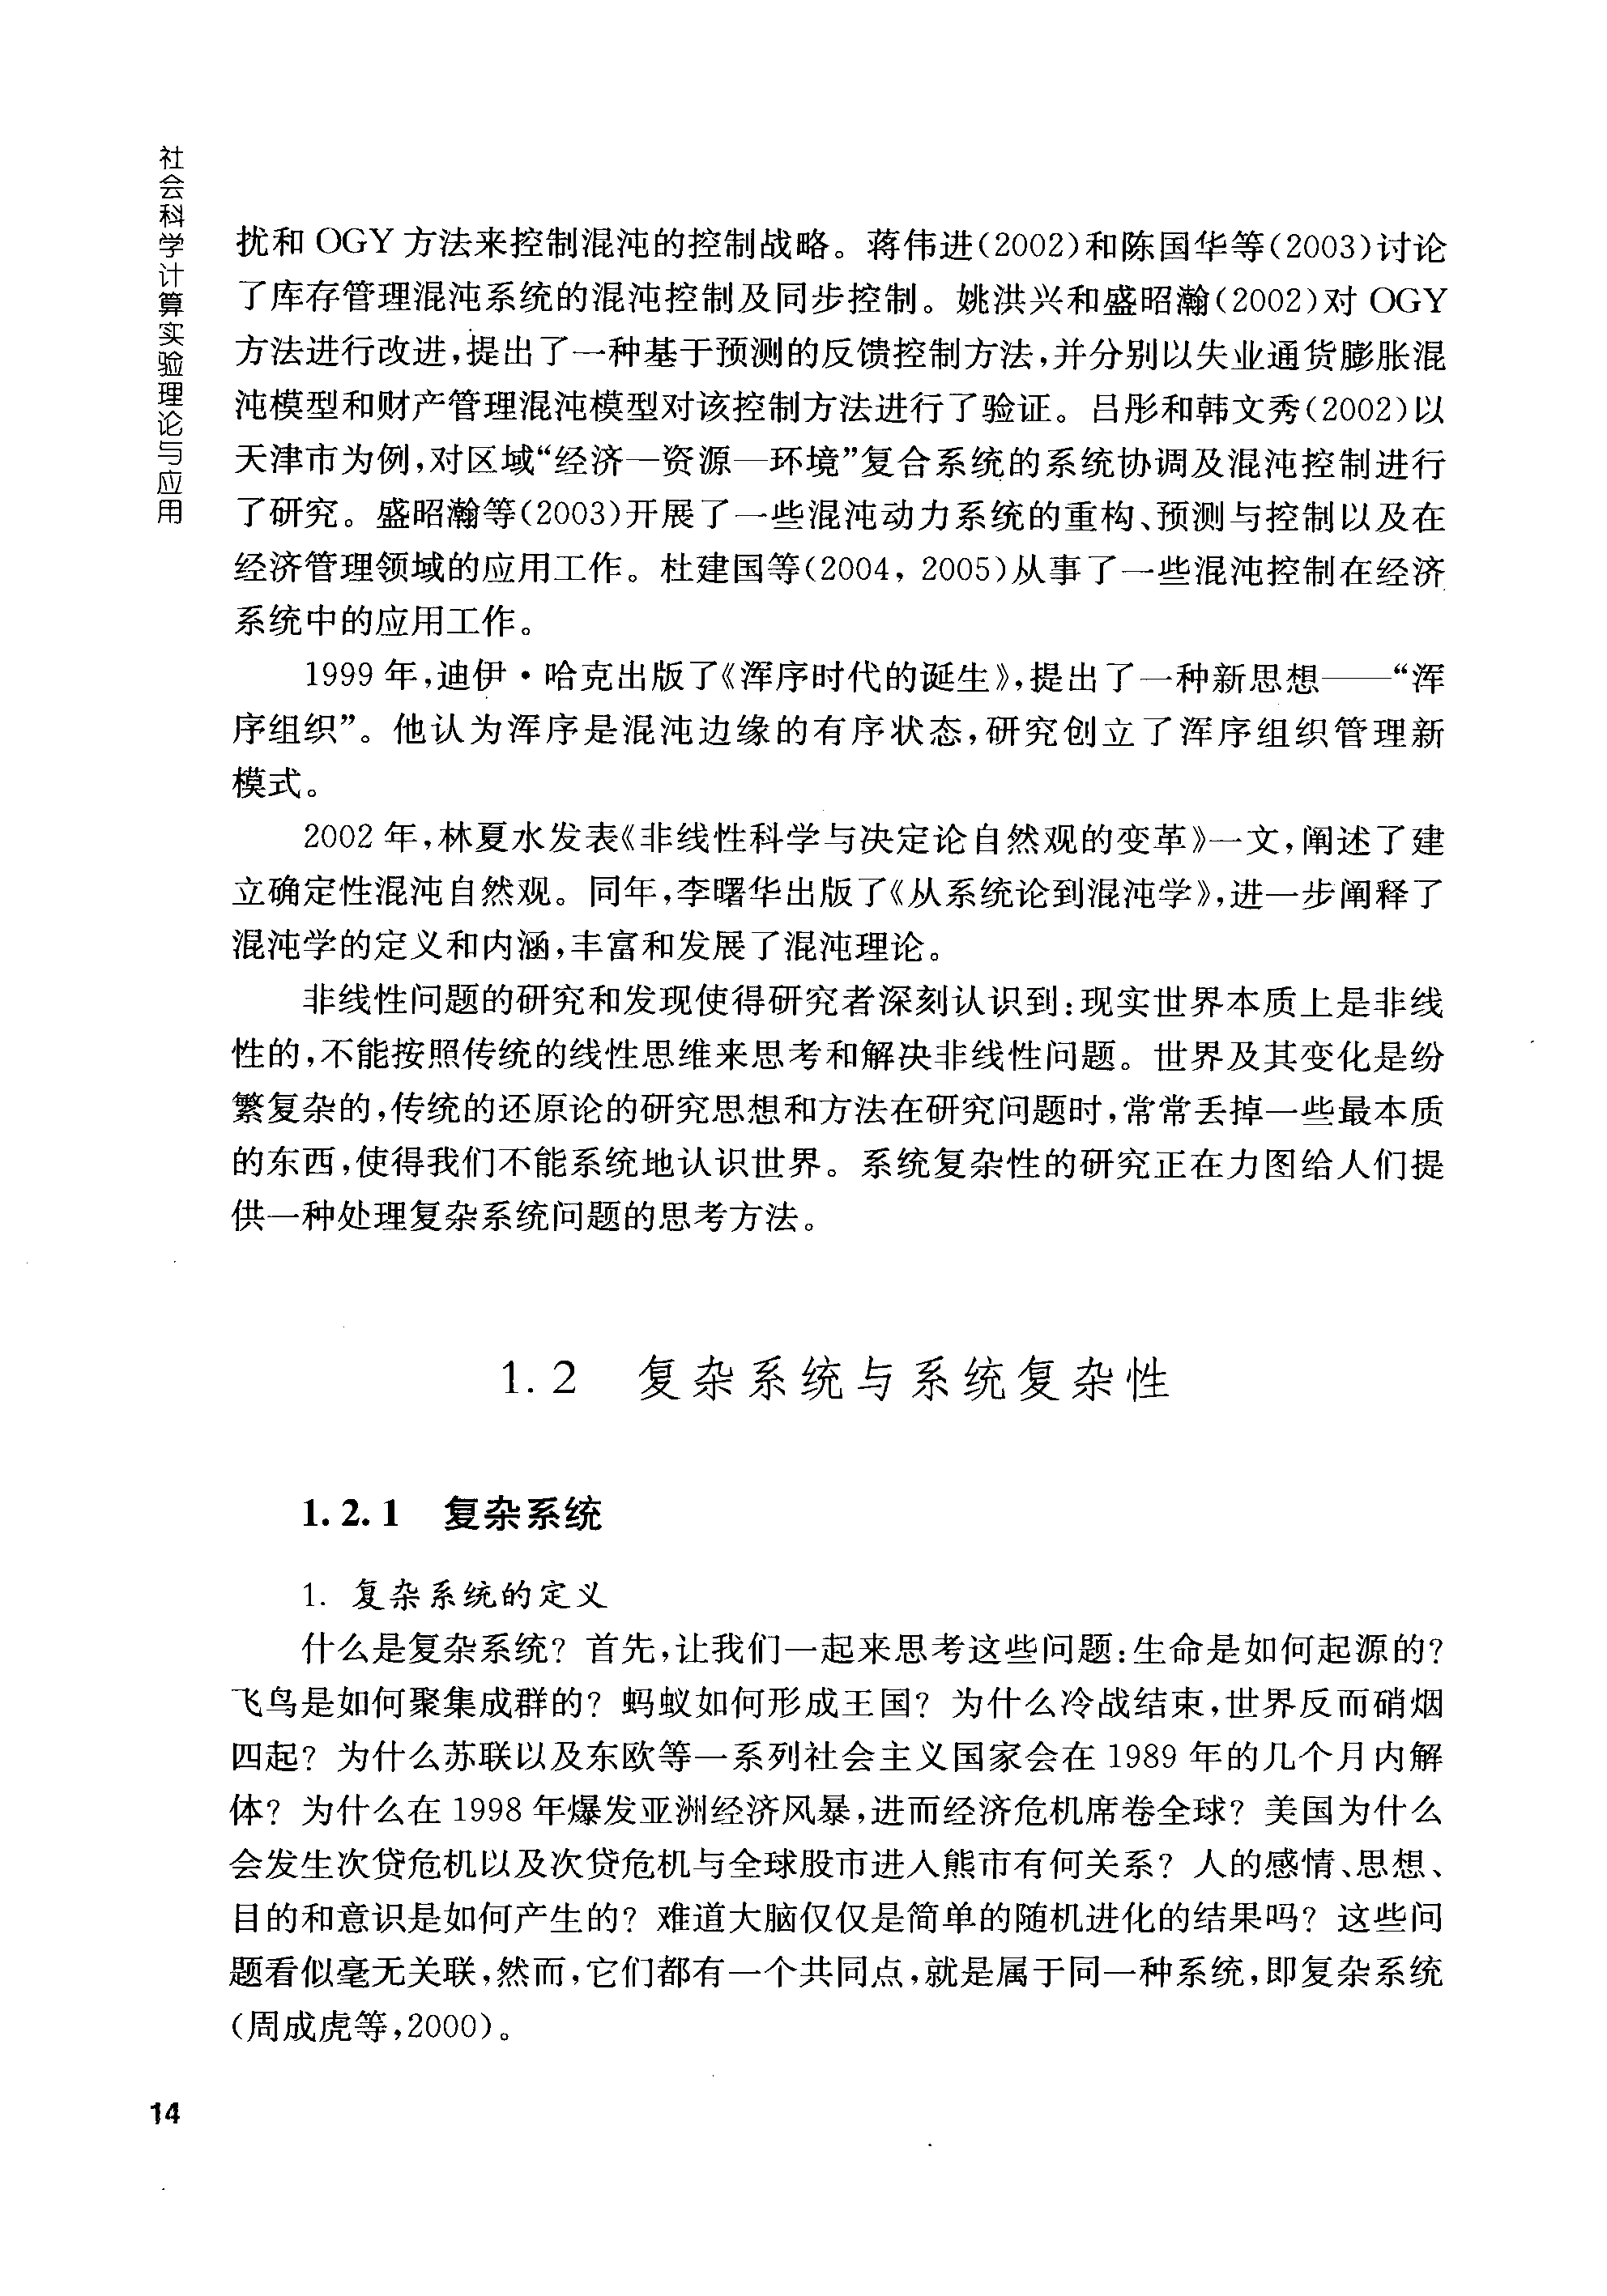 社会科学计算实验理论与应用
扰和 OGY 方法来控制混沌的控制战略。蒋伟进(2002)和陈国华等(2003)讨论
了库存管理混沌系统的混沌控制及同步控制。姚洪兴和盛昭瀚(2002)对 OGY
方法进行改进,提出了一种基于预测的反馈控制方法,并分别以失业通货膨胀混
沌模型和财产管理混沌模型对该控制方法进行了验证。吕彤和韩文秀(2002)以
天津市为例,对区域“经济—资源—环境”复合系统的系统协调及混沌控制进行
了研究。盛昭瀚等(2003)开展了一些混沌动力系统的重构、预测与控制以及在
经济管理领域的应用工作。杜建国等(2004, 2005)从事了一些混沌控制在经济
系统中的应用工作。
1999 年,迪伊·哈克出版了《浑序时代的诞生》,提出了一种新思想——“浑
序组织”。他认为浑序是混沌边缘的有序状态,研究创立了浑序组织管理新
模式。
2002 年,林夏水发表《非线性科学与决定论自然观的变革》一文,阐述了建
立确定性混沌自然观。同年,李曙华出版了《从系统论到混沌学》,进一步阐释了
混沌学的定义和内涵,丰富和发展了混沌理论。
非线性问题的研究和发现使得研究者深刻认识到:现实世界本质上是非线
性的,不能按照传统的线性思维来思考和解决非线性问题。世界及其变化是纷
繁复杂的,传统的还原论的研究思想和方法在研究问题时,常常丢掉一些最本质
的东西,使得我们不能系统地认识世界。系统复杂性的研究正在力图给人们提
供一种处理复杂系统问题的思考方法。
1.2 复杂系统与系统复杂性
1.2.1 复杂系统
1. 复杂系统的定义
什么是复杂系统? 首先,让我们一起来思考这些问题:生命是如何起源的?
飞鸟是如何聚集成群的? 蚂蚁如何形成王国? 为什么冷战结束,世界反而硝烟
四起? 为什么苏联以及东欧等一系列社会主义国家会在 1989 年的几个月内解
体? 为什么在 1998 年爆发亚洲经济风暴,进而经济危机席卷全球? 美国为什么
会发生次贷危机以及次贷危机与全球股市进入熊市有何关系? 人的感情、思想、
目的和意识是如何产生的? 难道大脑仅仅是简单的随机进化的结果吗? 这些问
题看似毫无关联,然而,它们都有一个共同点,就是属于同一种系统,即复杂系统
(周成虎等,2000)。
14